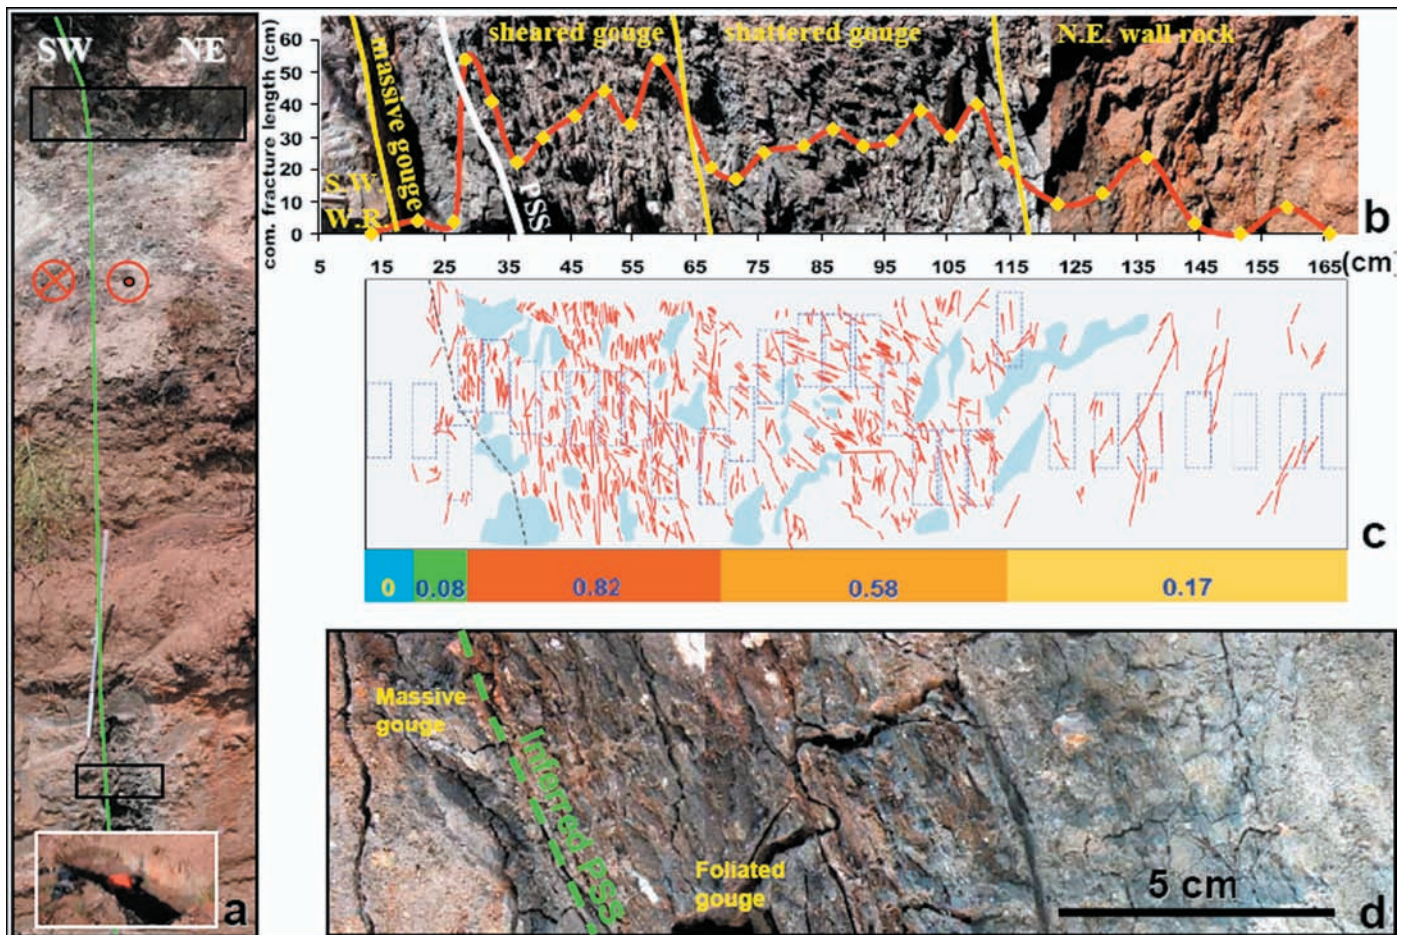 SW NE
a
com. fracture length (cm)
60
50
40
30
20
10
0
massive gouge
sheared gouge
shattered gouge
N.E. wall rock
S.W.
W.R.
PSS
b
5 15 25 35 45 55 65 75 85 95 105 115 125 135 145 155 165(cm)
c
0 0.08 0.82 0.58 0.17
Massive
gouge
Inferred PSS
Foliated
gouge
5 cm
d